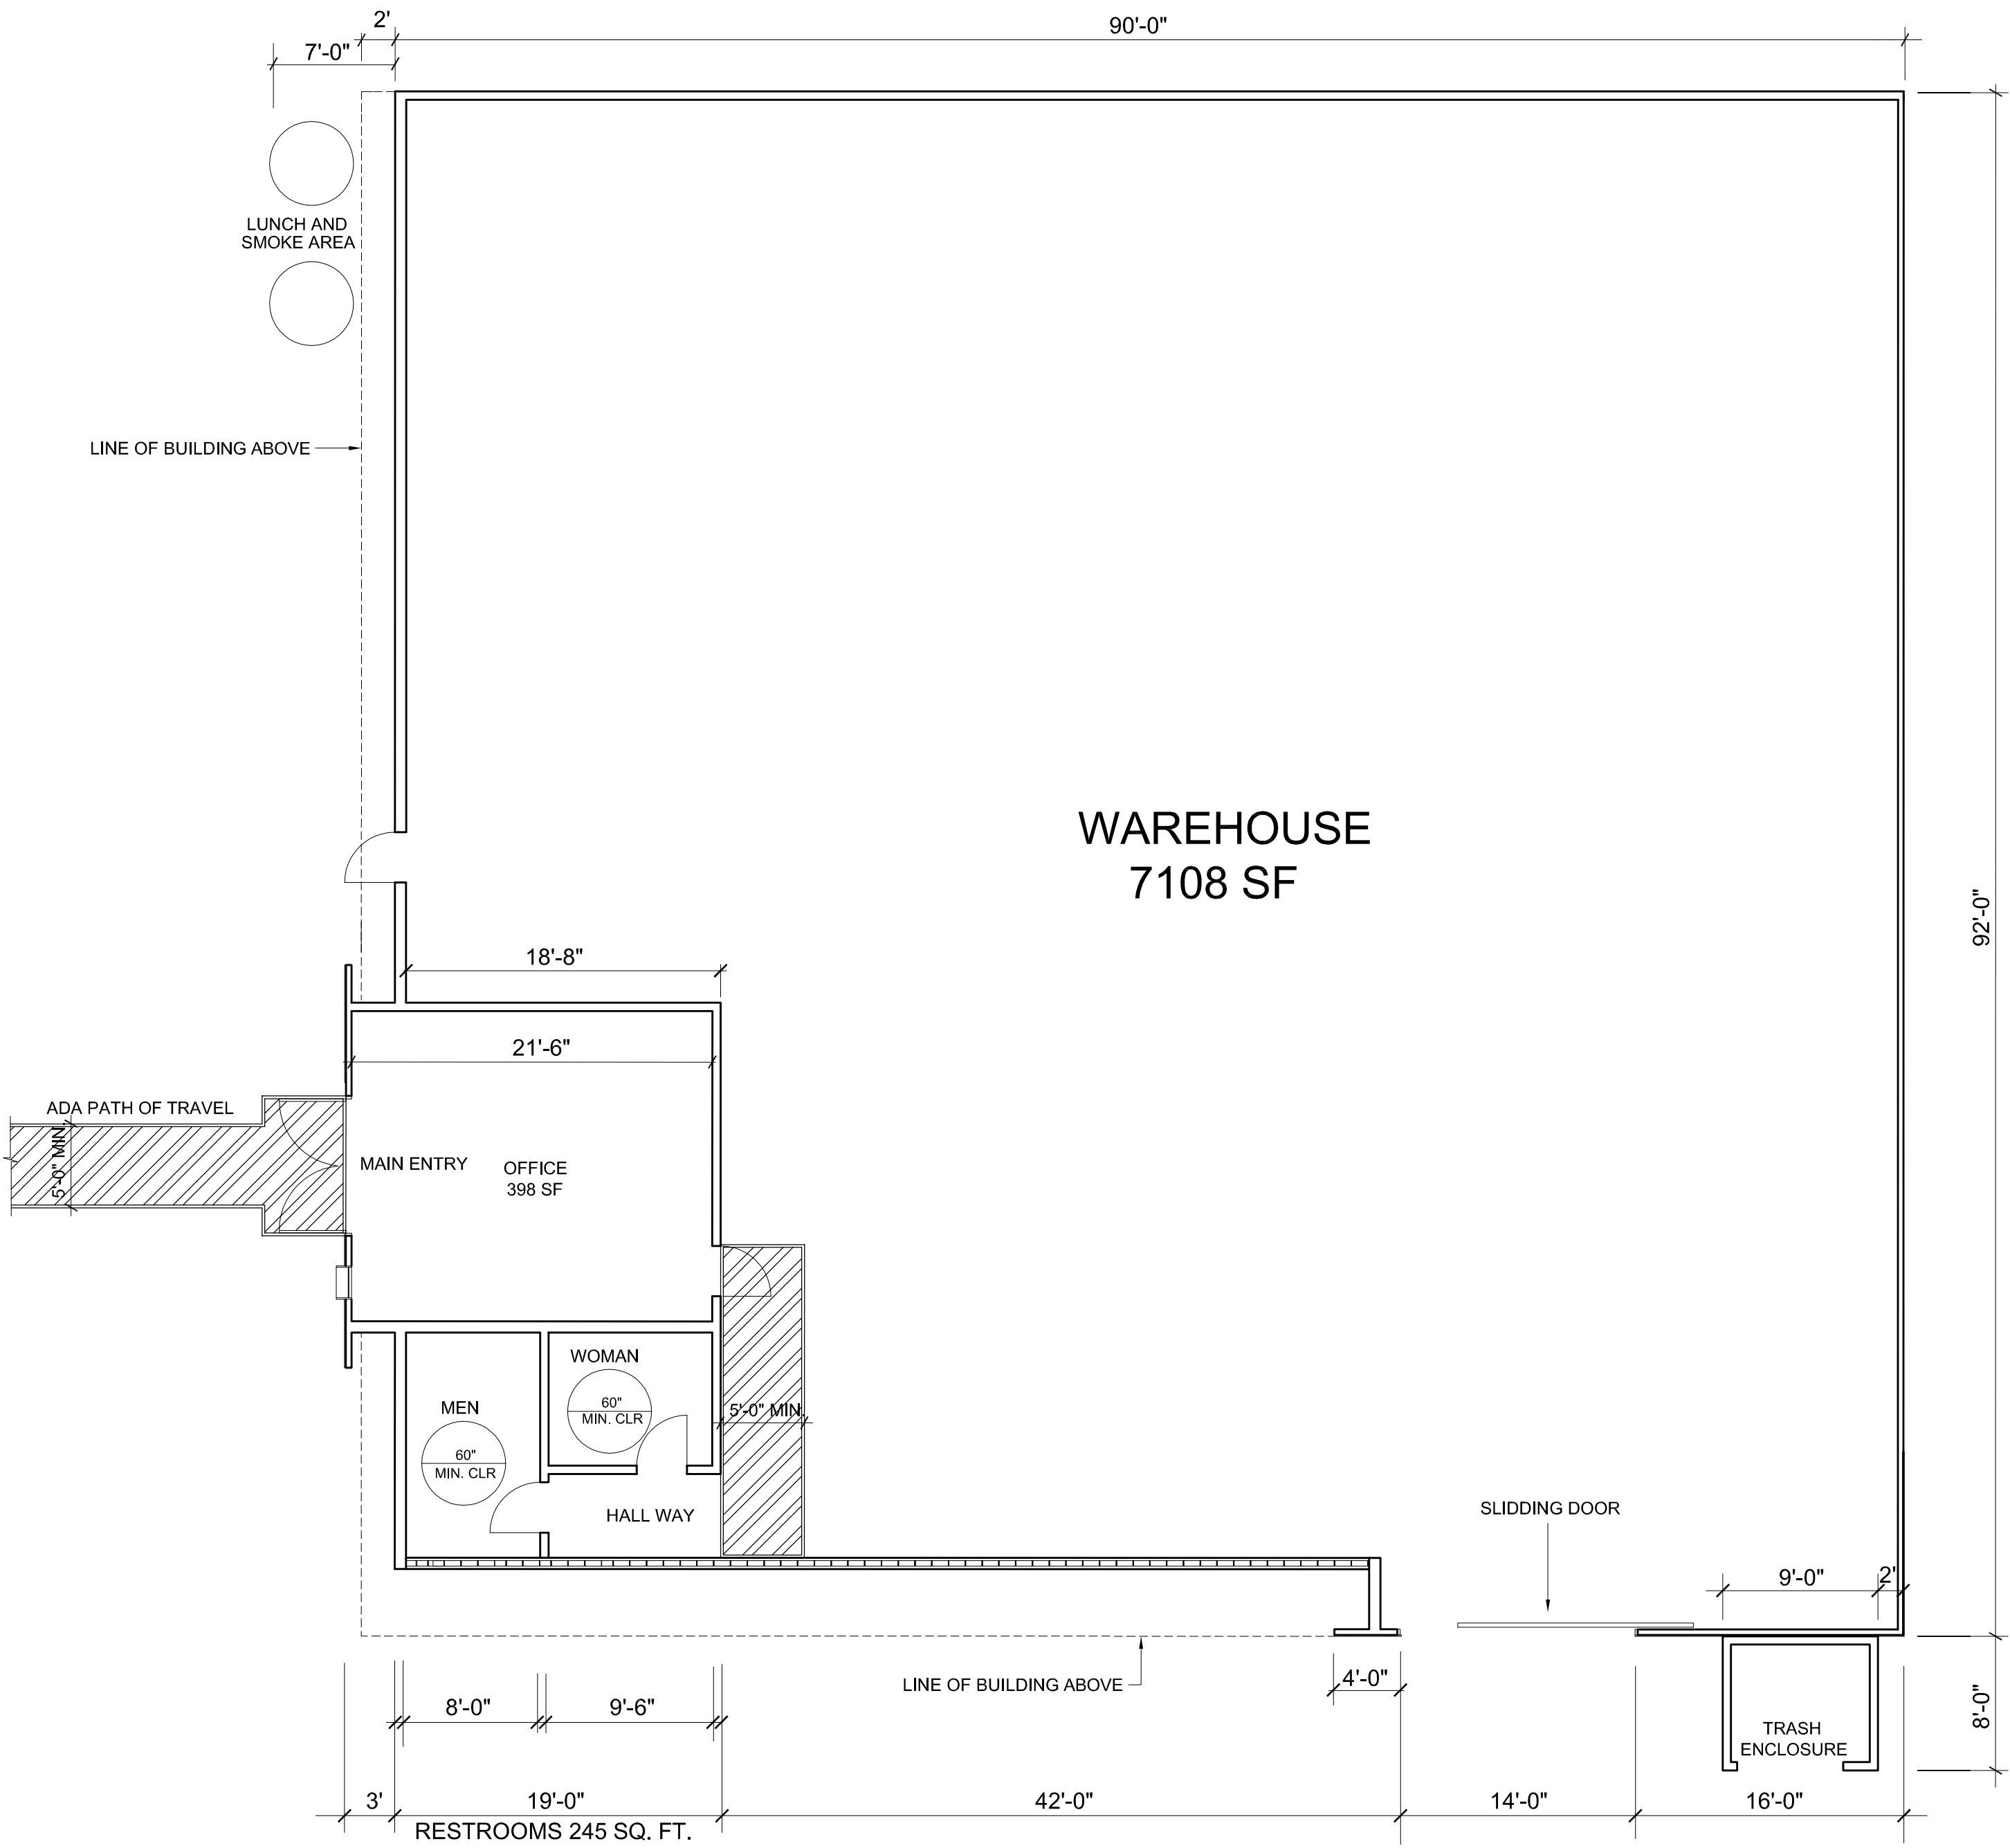 2'
90'-0"
7'-0"
LUNCH AND
SMOKE AREA
LINE OF BUILDING ABOVE
WAREHOUSE
7108 SF
92'-0"
18'-8"
21'-6"
ADA PATH OF TRAVEL
5'-0" MIN.
MAIN ENTRY
OFFICE
398 SF
WOMAN
60"
MIN. CLR
MEN
60"
MIN. CLR
5'-0" MIN.
HALL WAY
SLIDDING DOOR
9'-0"
2'
LINE OF BUILDING ABOVE
4'-0"
8'-0"
9'-6"
8'-0"
TRASH
ENCLOSURE
3'
19'-0"
42'-0"
14'-0"
16'-0"
RESTROOMS 245 SQ. FT.